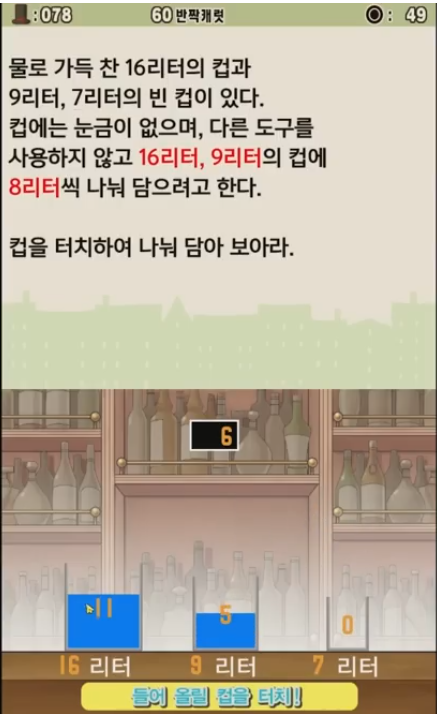 :078 60 반짝캐럿 : 49
물로 가득 찬 16리터의 컵과
9리터, 7리터의 빈 컵이 있다.
컵에는 눈금이 없으며, 다른 도구를
사용하지 않고 16리터, 9리터의 컵에
8리터씩 나눠 담으려고 한다.
컵을 터치하여 나눠 담아 보아라.
6
11 5 0
16 리터 9 리터 7 리터
들어 올릴 컵을 터치!